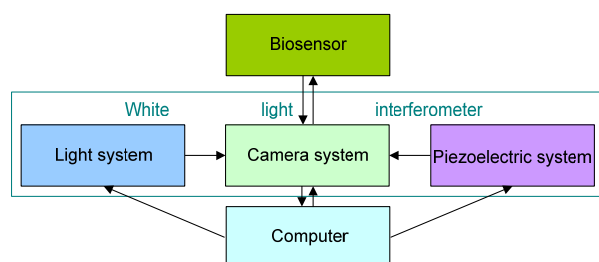 Biosensor
White light interferometer
Light system
Camera system
Piezoelectric system
Computer